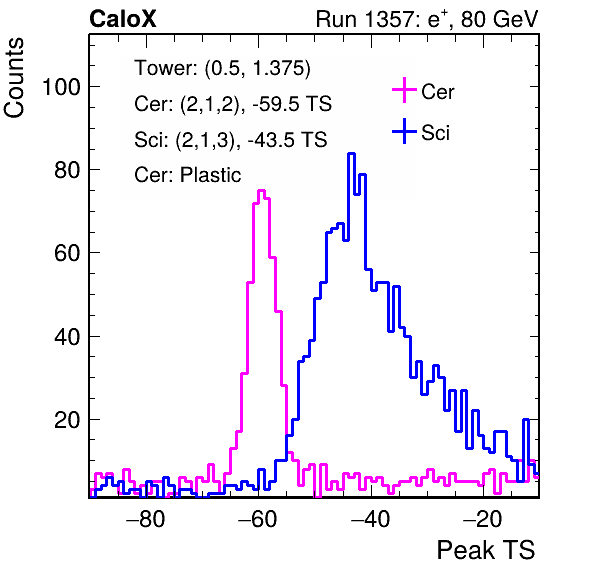 CaloX
Run 1357: e⁺, 80 GeV
Counts
Tower: (0.5, 1.375)
Cer: (2,1,2), -59.5 TS
Sci: (2,1,3), -43.5 TS
Cer: Plastic
Cer
Sci
100
80
60
40
20
−80 −60 −40 −20
Peak TS